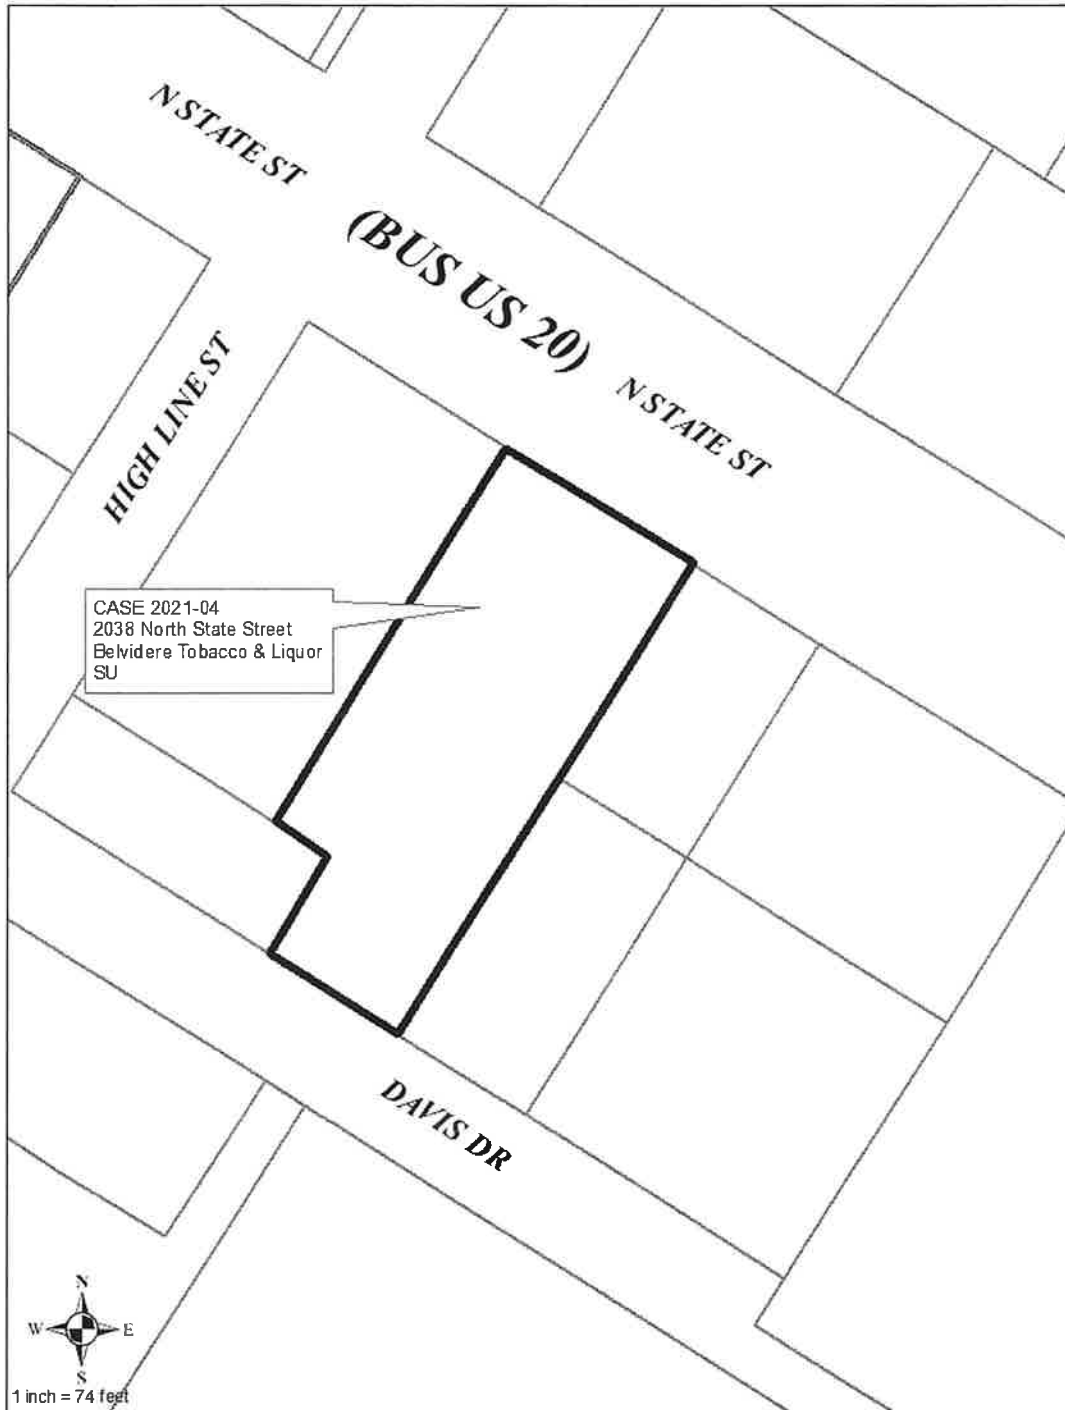 N STATE ST
(BUS US 20)
N STATE ST
HIGH LINE ST
CASE 2021-04
2038 North State Street
Belvidere Tobacco & Liquor
SU
DAVIS DR
N
W E
S
1 inch = 74 feet